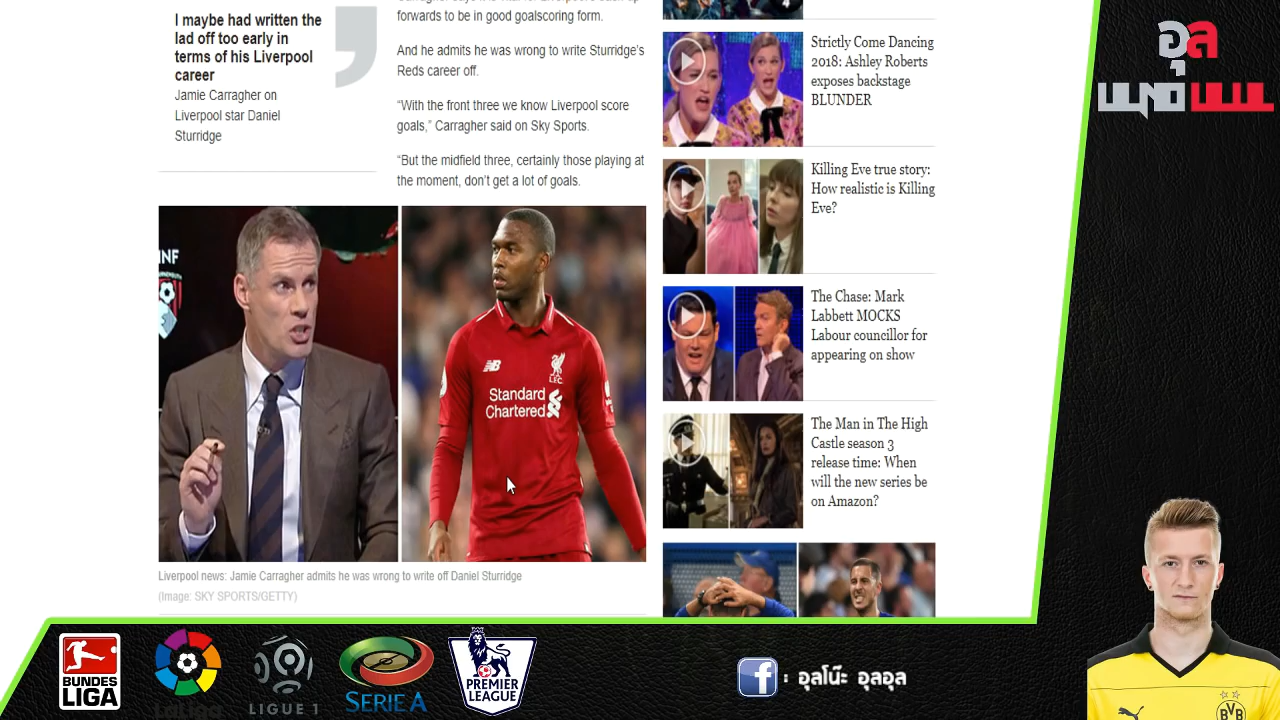 I maybe had written the
lad off too early in
terms of his Liverpool
career
Jamie Carragher on
Liverpool star Daniel
Sturridge
forwards to be in good goalscoring form.
And he admits he was wrong to write Sturridge’s
Reds career off.
“With the front three we know Liverpool score
goals,” Carragher said on Sky Sports.
“But the midfield three, certainly those playing at
the moment, don’t get a lot of goals.
INF
NB
L.F.C.
Standard
Chartered
Liverpool news: Jamie Carragher admits he was wrong to write off Daniel Sturridge
(Image: SKY SPORTS/GETTY)
Strictly Come Dancing
2018: Ashley Roberts
exposes backstage
BLUNDER
Killing Eve true story:
How realistic is Killing
Eve?
The Chase: Mark
Labbett MOCKS
Labour councillor for
appearing on show
The Man in The High
Castle season 3
release time: When
will the new series be
on Amazon?
อุล
BUNDES
LIGA
LaLiga
LIGUE 1
SERIE A
PREMIER
LEAGUE
f : อุลโน๊ะ อุลอุล
BVB